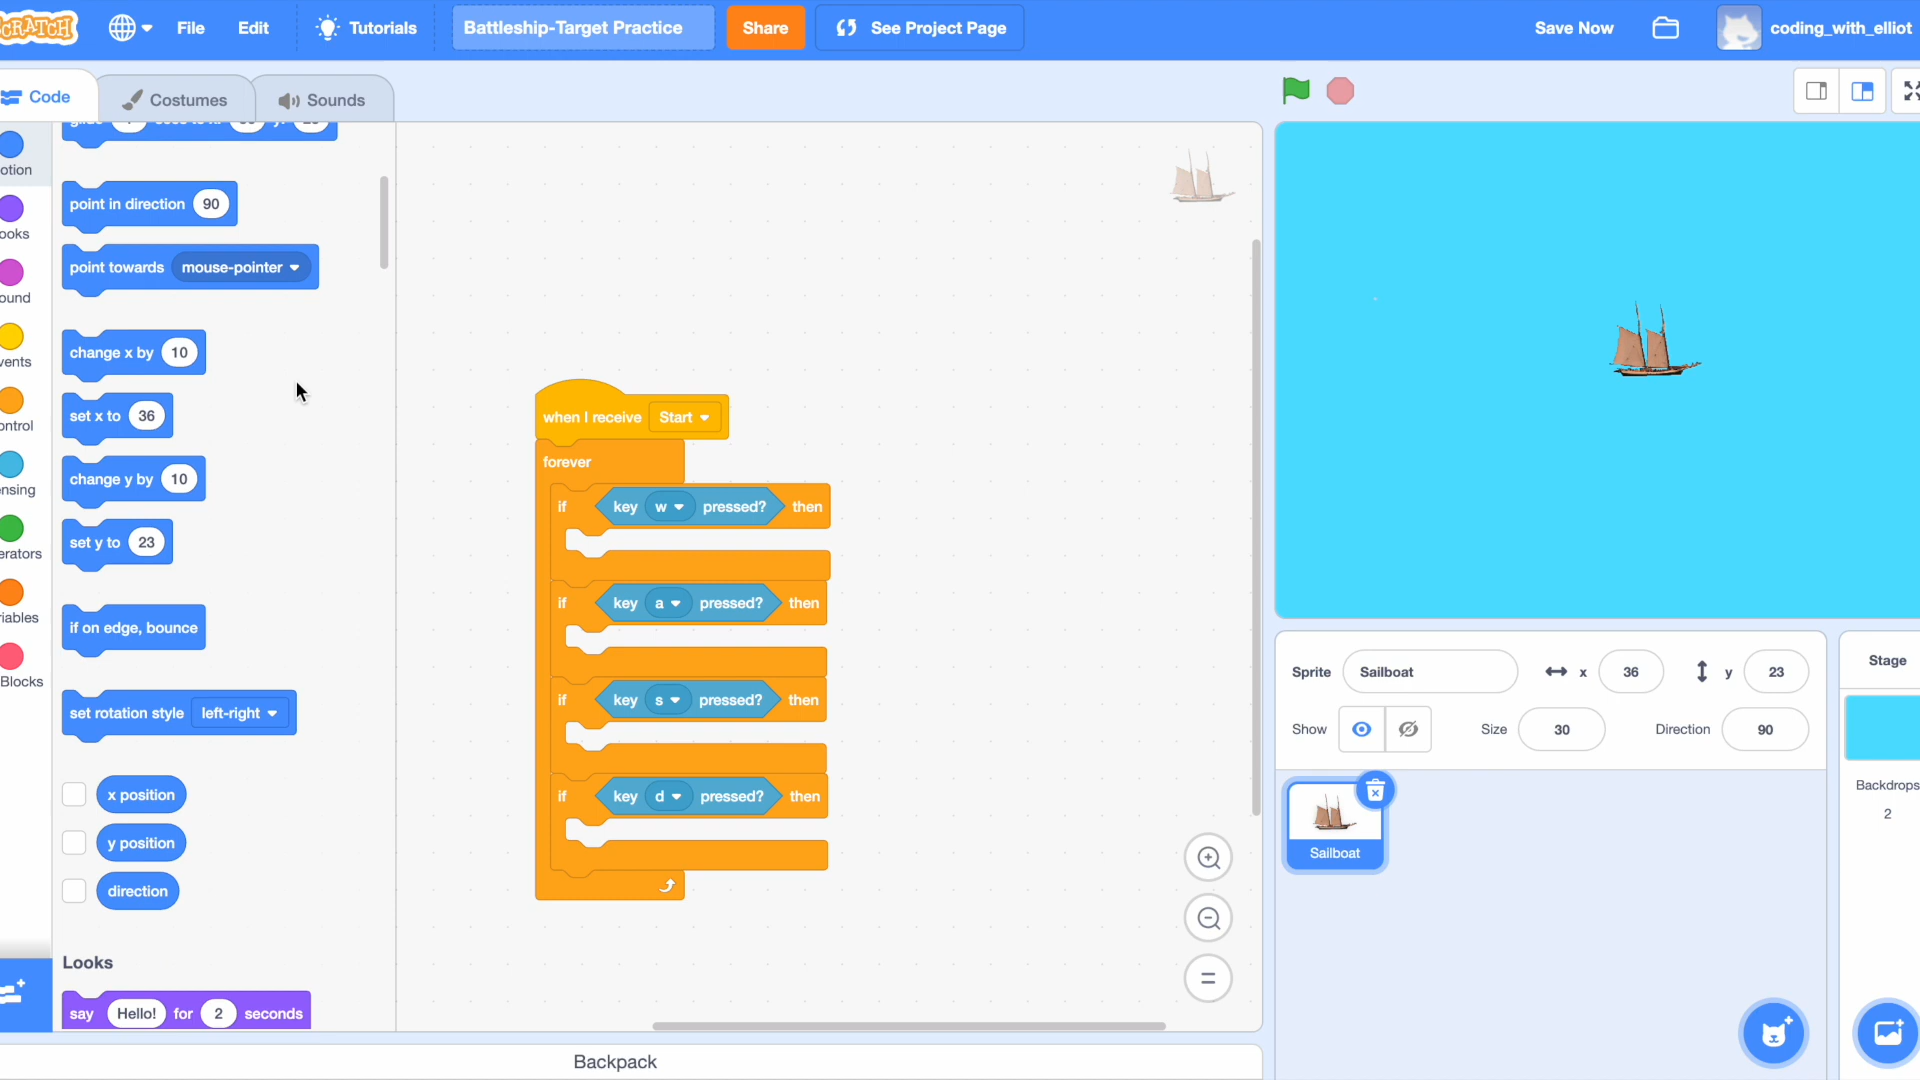 SCRATCH
File
Edit
Tutorials
Battleship-Target Practice
Share
See Project Page
Save Now
coding_with_elliot
Code
Costumes
Sounds
otion
ooks
ound
vents
ontrol
ensing
erators
riables
Blocks
point in direction 90
point towards mouse-pointer
change x by 10
set x to 36
change y by 10
set y to 23
if on edge, bounce
set rotation style left-right
x position
y position
direction
Looks
say Hello! for 2 seconds
when I receive Start
forever
if key w pressed? then
if key a pressed? then
if key s pressed? then
if key d pressed? then
Backpack
Sprite Sailboat x 36 y 23
Show Size 30 Direction 90
Sailboat
Stage
Backdrops
2